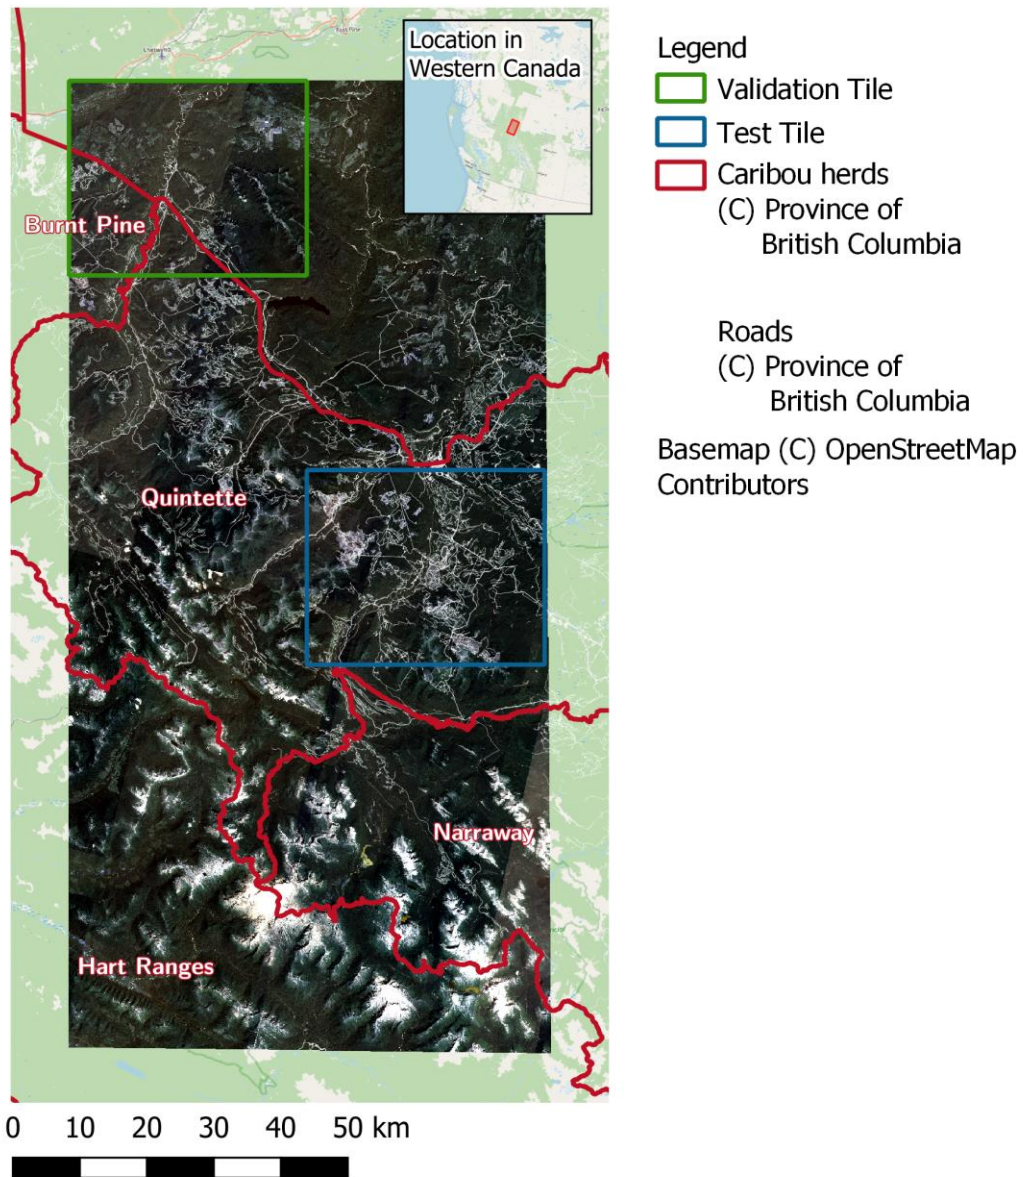 Location in
Western Canada
Burnt Pine
Quintette
Narraway
Hart Ranges
0 10 20 30 40 50 km
Legend
Validation Tile
Test Tile
Caribou herds
(C) Province of
British Columbia
Roads
(C) Province of
British Columbia
Basemap (C) OpenStreetMap
Contributors